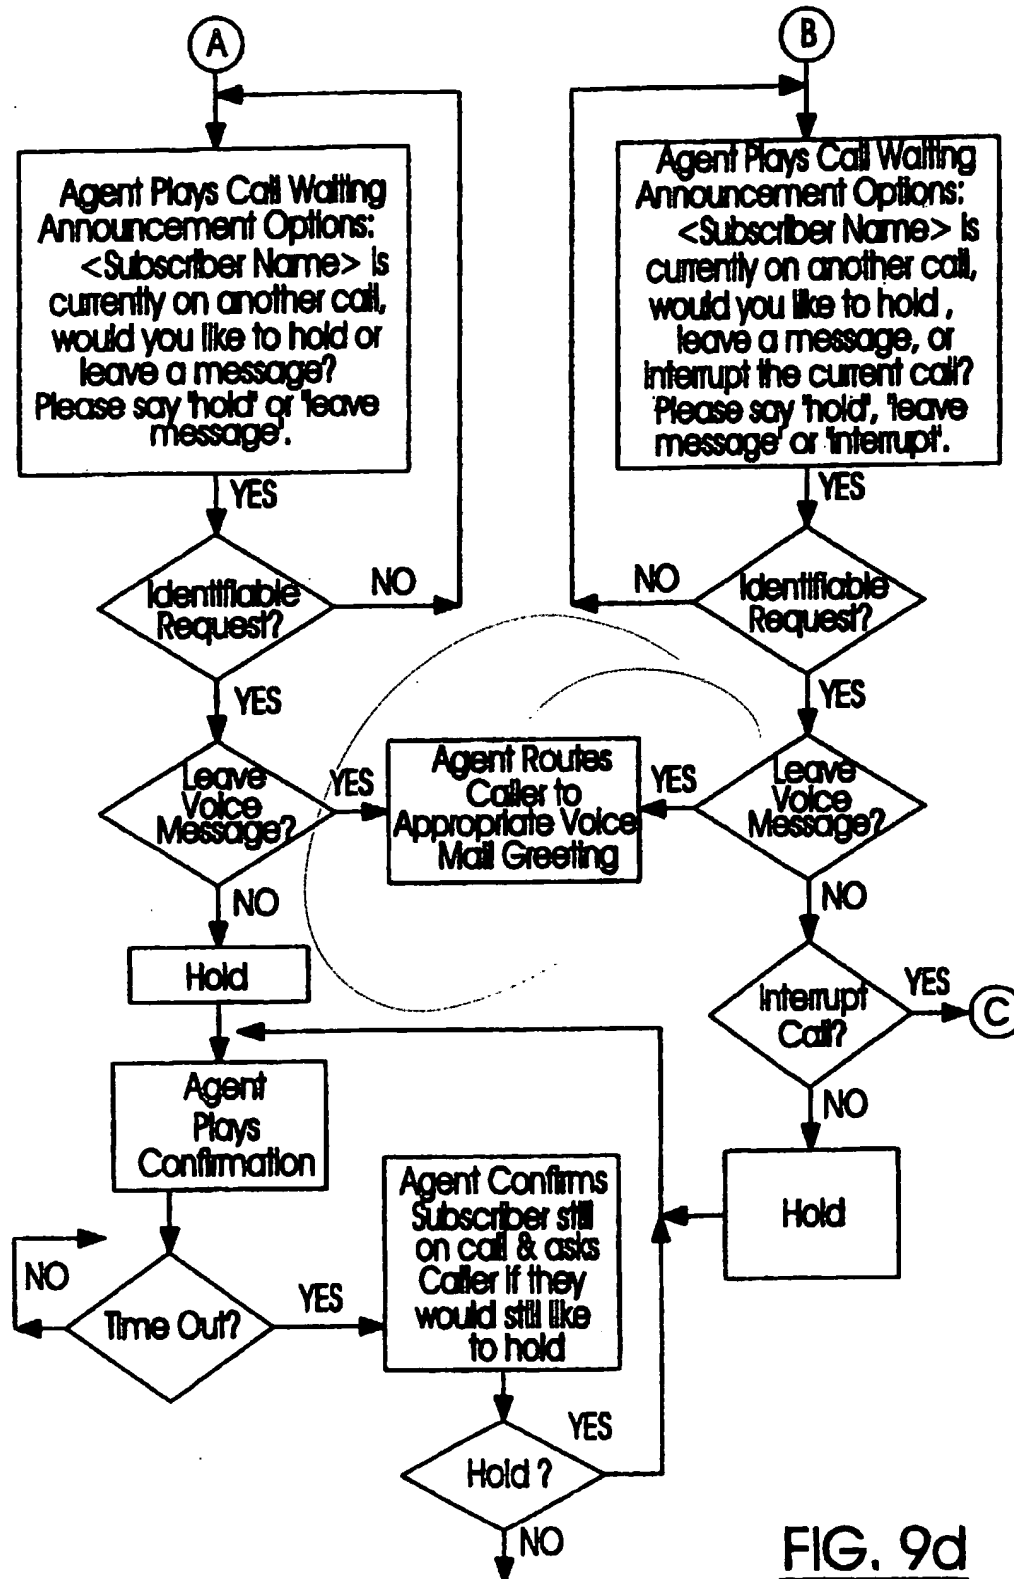 A
Agent Plays Call Waiting
Announcement Options:
<Subscriber Name> is
currently on another call,
would you like to hold or
leave a message?
Please say 'hold' or 'leave
message'.
YES
Identifiable
Request?
NO
YES
Leave
Voice
Message?
YES
NO
Hold
Agent
Plays
Confirmation
Time Out?
NO
YES
Agent Routes
Caller to
Appropriate Voice
Mail Greeting
Agent Confirms
Subscriber still
on call & asks
Caller if they
would still like
to hold
Hold ?
YES
NO
B
Agent Plays Call Waiting
Announcement Options:
<Subscriber Name> is
currently on another call,
would you like to hold ,
leave a message, or
interrupt the current call?
Please say 'hold', 'leave
message' or 'interrupt'.
YES
Identifiable
Request?
NO
YES
Leave
Voice
Message?
YES
NO
Interrupt
Call?
YES
C
NO
Hold
FIG. 9d